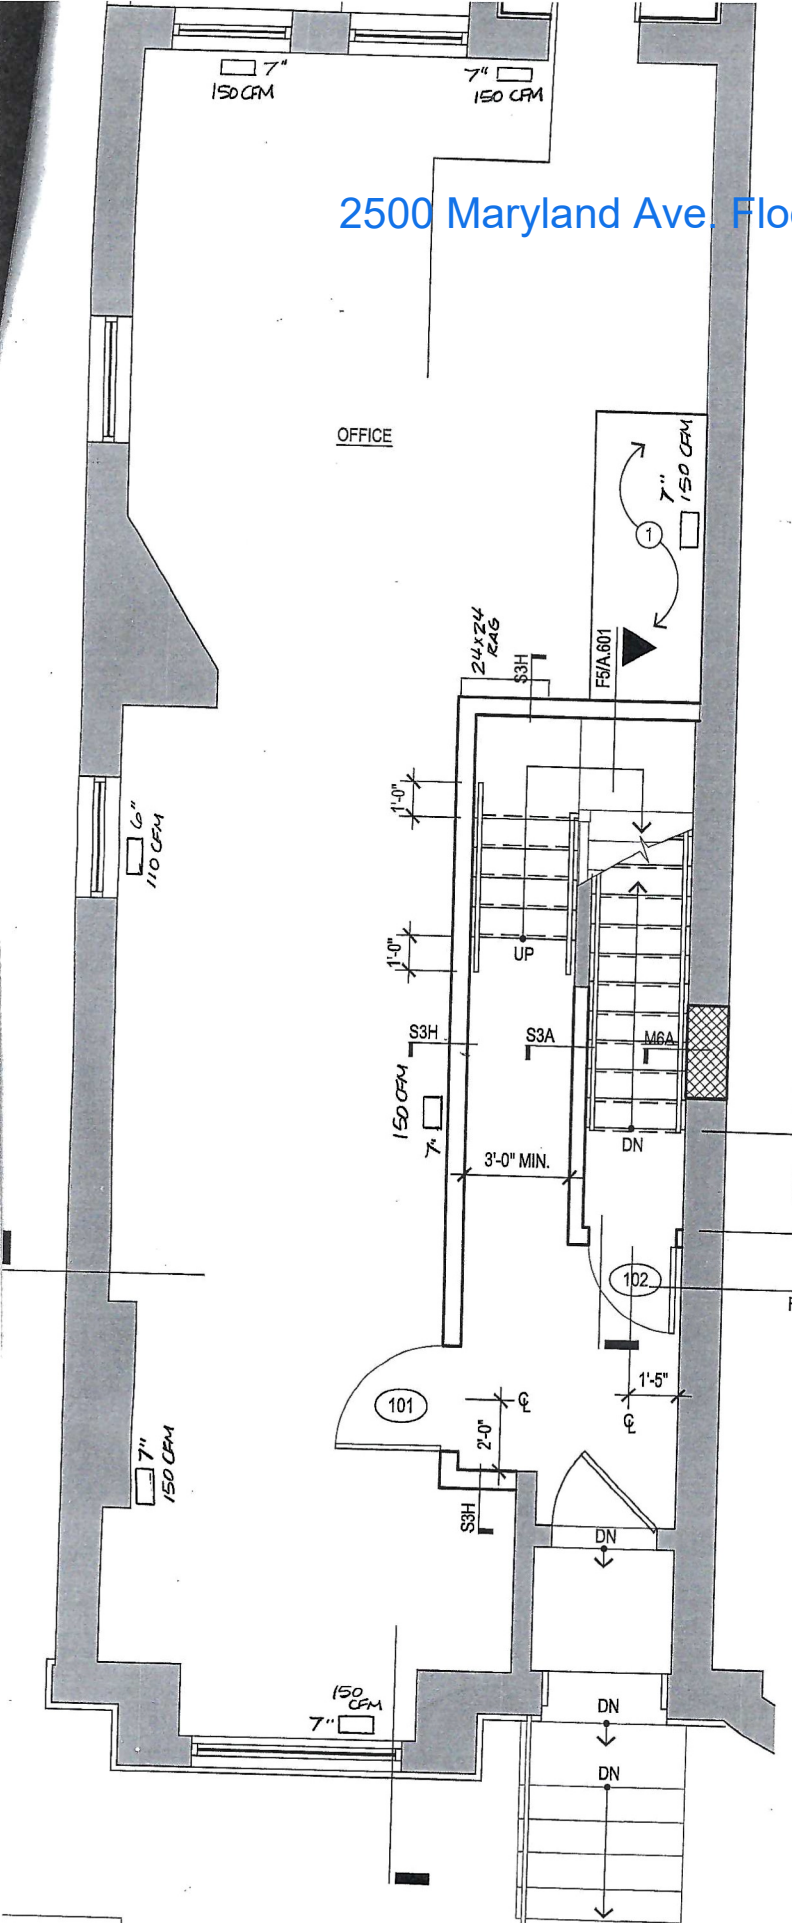 7"
150 CFM
7"
150 CFM
2500 Maryland Ave. Floo
OFFICE
7"
150 CFM
1
24x24
RAG
S3H
F5/A.601
1'-0"
6"
110 CFM
1'-0"
UP
S3H
S3A
M6A
150 CFM
7"
DN
3'-0" MIN.
102
101
℄
1'-5"
℄
2'-0"
7"
150 CFM
S3H
DN
150
CFM
7"
DN
DN